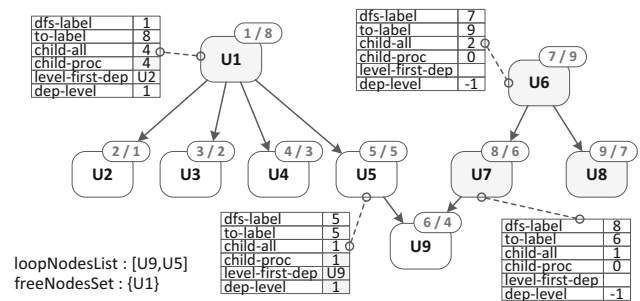 dfs-label 1
to-label 8
child-all 4
child-proc 4
level-first-dep U2
dep-level 1
1 / 8
U1
dfs-label 7
to-label 9
child-all 2
child-proc 0
level-first-dep
dep-level -1
7 / 9
U6
2 / 1
U2
3 / 2
U3
4 / 3
U4
5 / 5
U5
8 / 6
U7
9 / 7
U8
6 / 4
U9
dfs-label 5
to-label 5
child-all 1
child-proc 1
level-first-dep U9
dep-level 1
dfs-label 8
to-label 6
child-all 1
child-proc 0
level-first-dep
dep-level -1
loopNodesList : [U9,U5]
freeNodesSet : {U1}